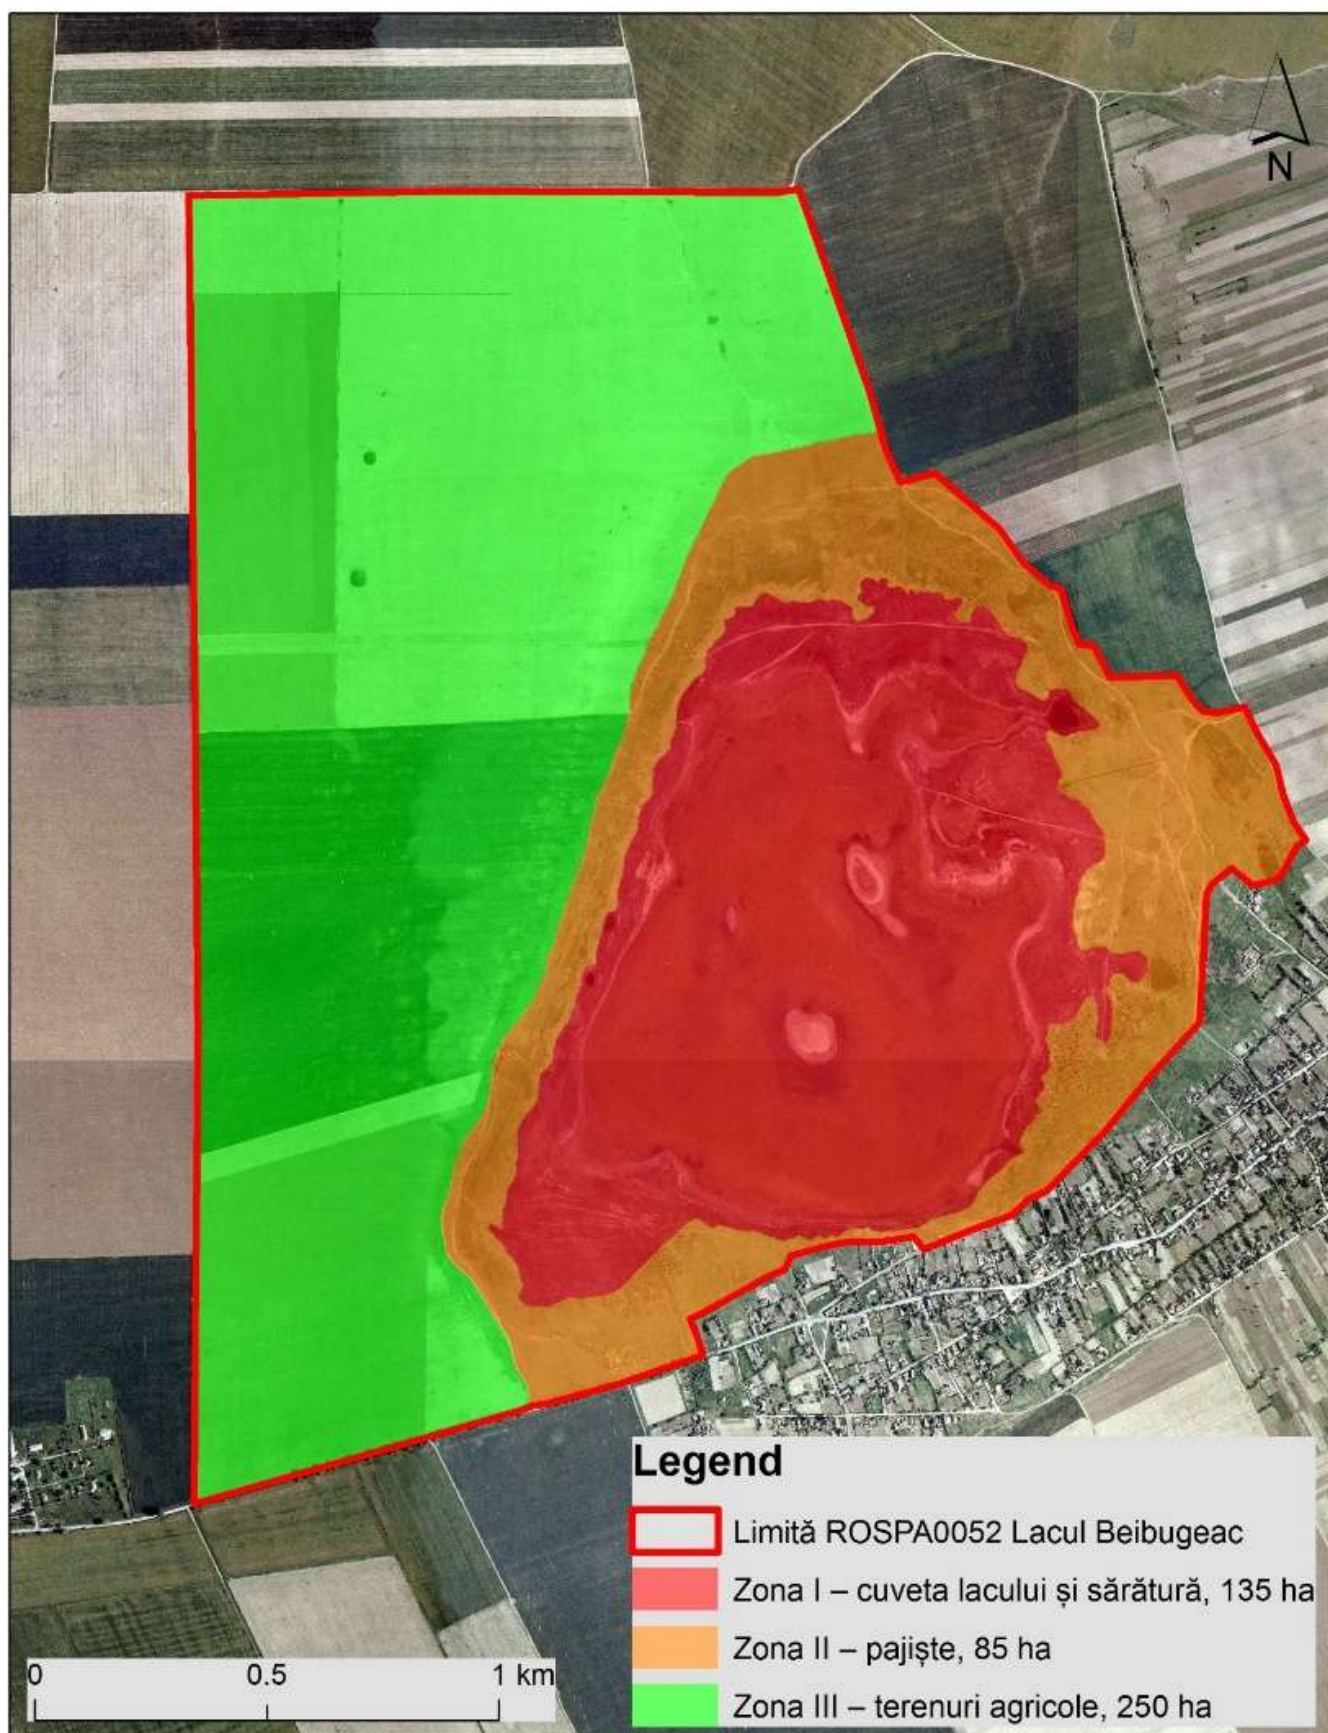 N
Legend
Limită ROSPA0052 Lacul Beibugeac
Zona I – cuveta lacului și sărătură, 135 ha
Zona II – pajiște, 85 ha
Zona III – terenuri agricole, 250 ha
0 0.5 1 km